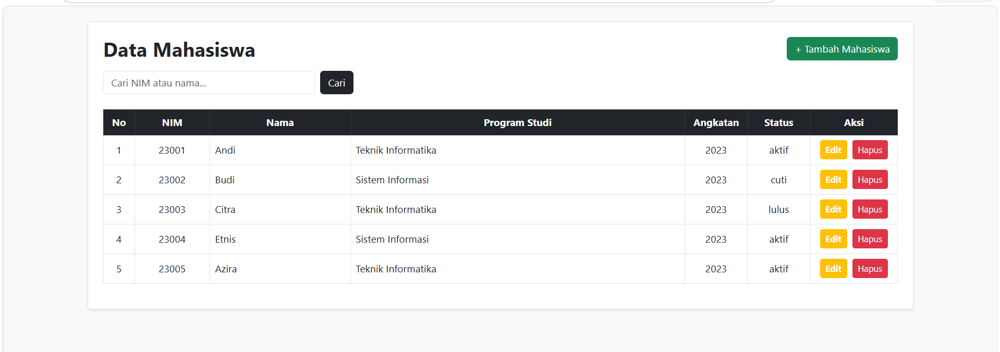 Data Mahasiswa
+ Tambah Mahasiswa
Cari NIM atau nama...
Cari
No NIM Nama Program Studi Angkatan Status Aksi
1 23001 Andi Teknik Informatika 2023 aktif Edit Hapus
2 23002 Budi Sistem Informasi 2023 cuti Edit Hapus
3 23003 Citra Teknik Informatika 2023 lulus Edit Hapus
4 23004 Etnis Sistem Informasi 2023 aktif Edit Hapus
5 23005 Azira Teknik Informatika 2023 aktif Edit Hapus